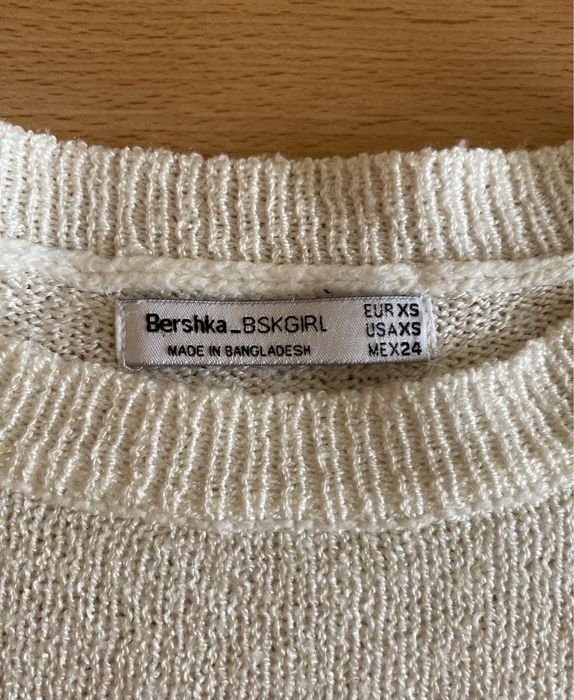 Bershka_BSKGIRL
MADE IN BANGLADESH
EUR XS
USA XS
MEX 24